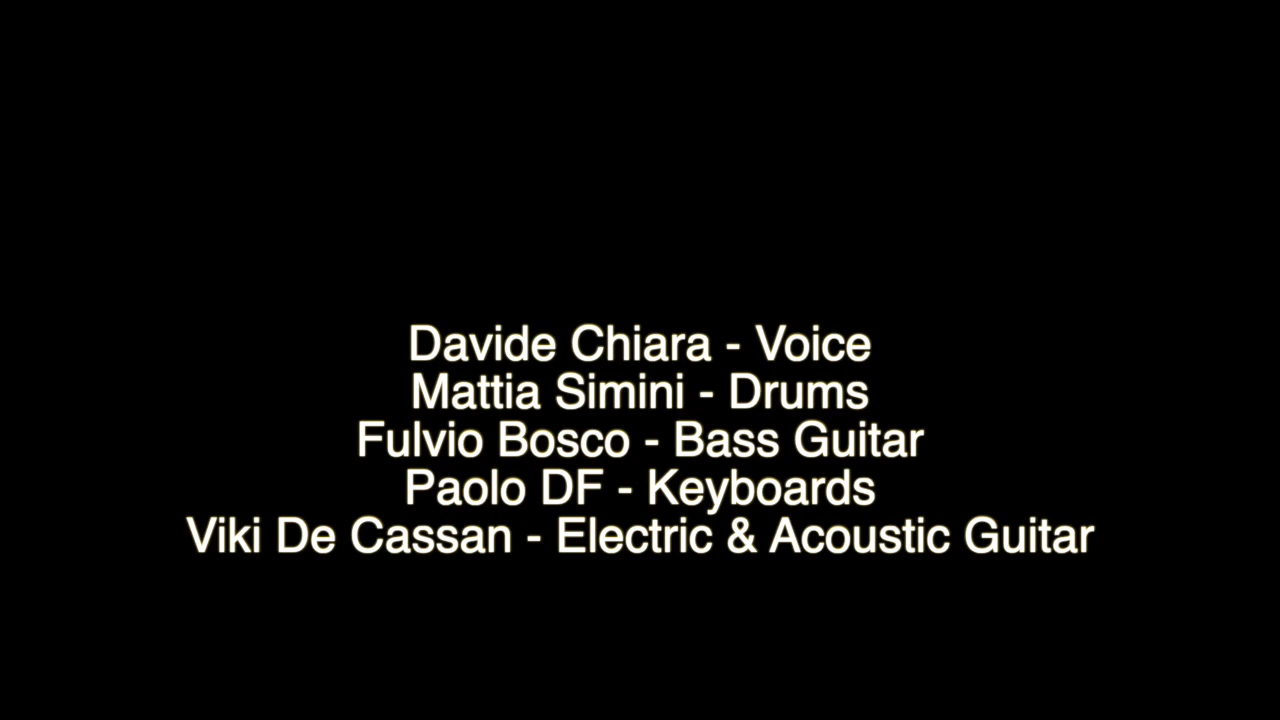 Davide Chiara - Voice
Mattia Simini - Drums
Fulvio Bosco - Bass Guitar
Paolo DF - Keyboards
Viki De Cassan - Electric & Acoustic Guitar